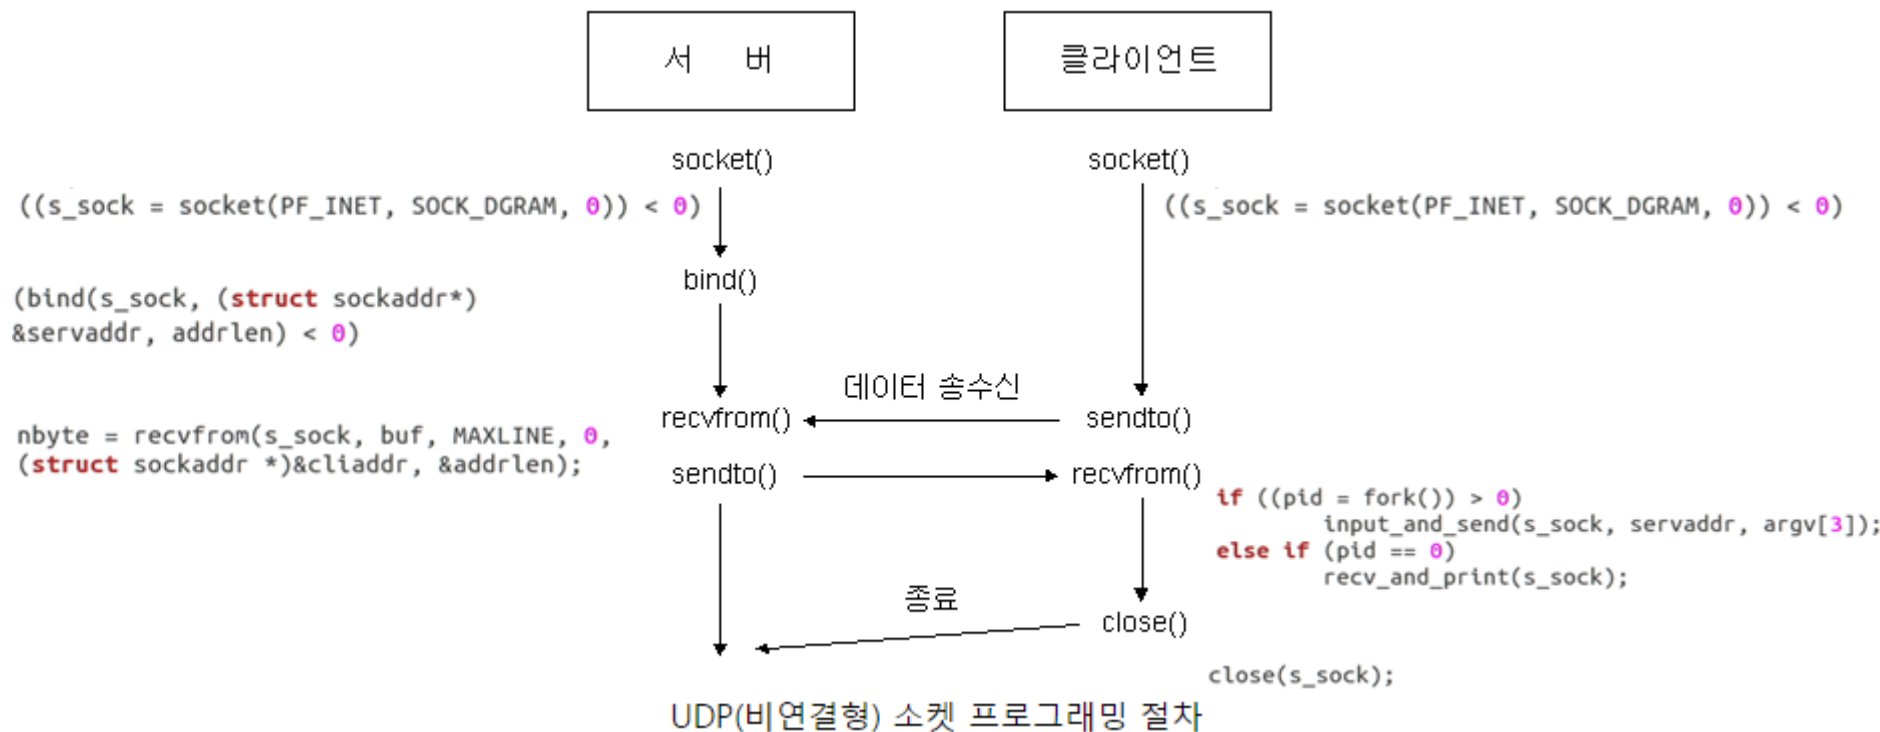 서 버
클라이언트
socket()
socket()
((s_sock = socket(PF_INET, SOCK_DGRAM, 0)) < 0)
((s_sock = socket(PF_INET, SOCK_DGRAM, 0)) < 0)
bind()
(bind(s_sock, (struct sockaddr*)
&servaddr, addrlen) < 0)
데이터 송수신
recvfrom()
sendto()
nbyte = recvfrom(s_sock, buf, MAXLINE, 0,
(struct sockaddr *)&cliaddr, &addrlen);
sendto()
recvfrom()
if ((pid = fork()) > 0)
input_and_send(s_sock, servaddr, argv[3]);
else if (pid == 0)
recv_and_print(s_sock);
종료
close()
close(s_sock);
UDP(비연결형) 소켓 프로그래밍 절차